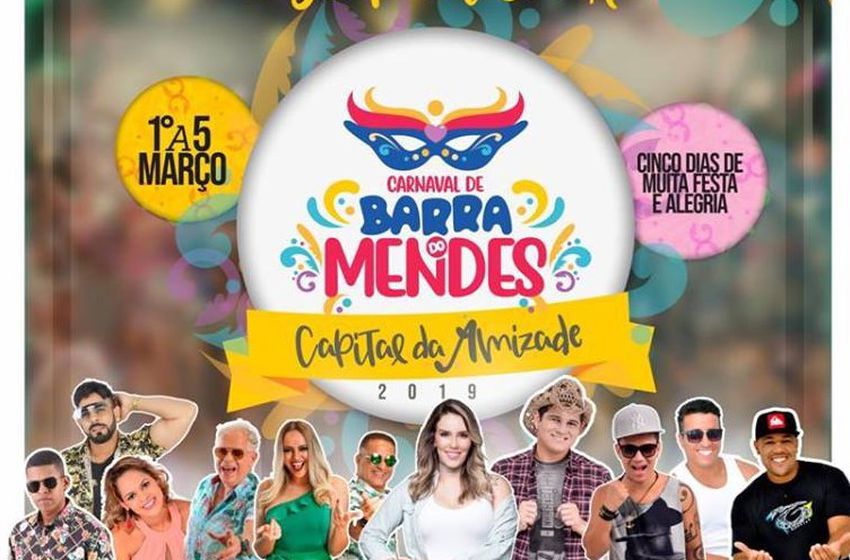 1º A 5
MARÇO
CARNAVAL DE
BARRA
DO
MENDES
Capital da Amizade
2019
CINCO DIAS DE
MUITA FESTA
E ALEGRIA